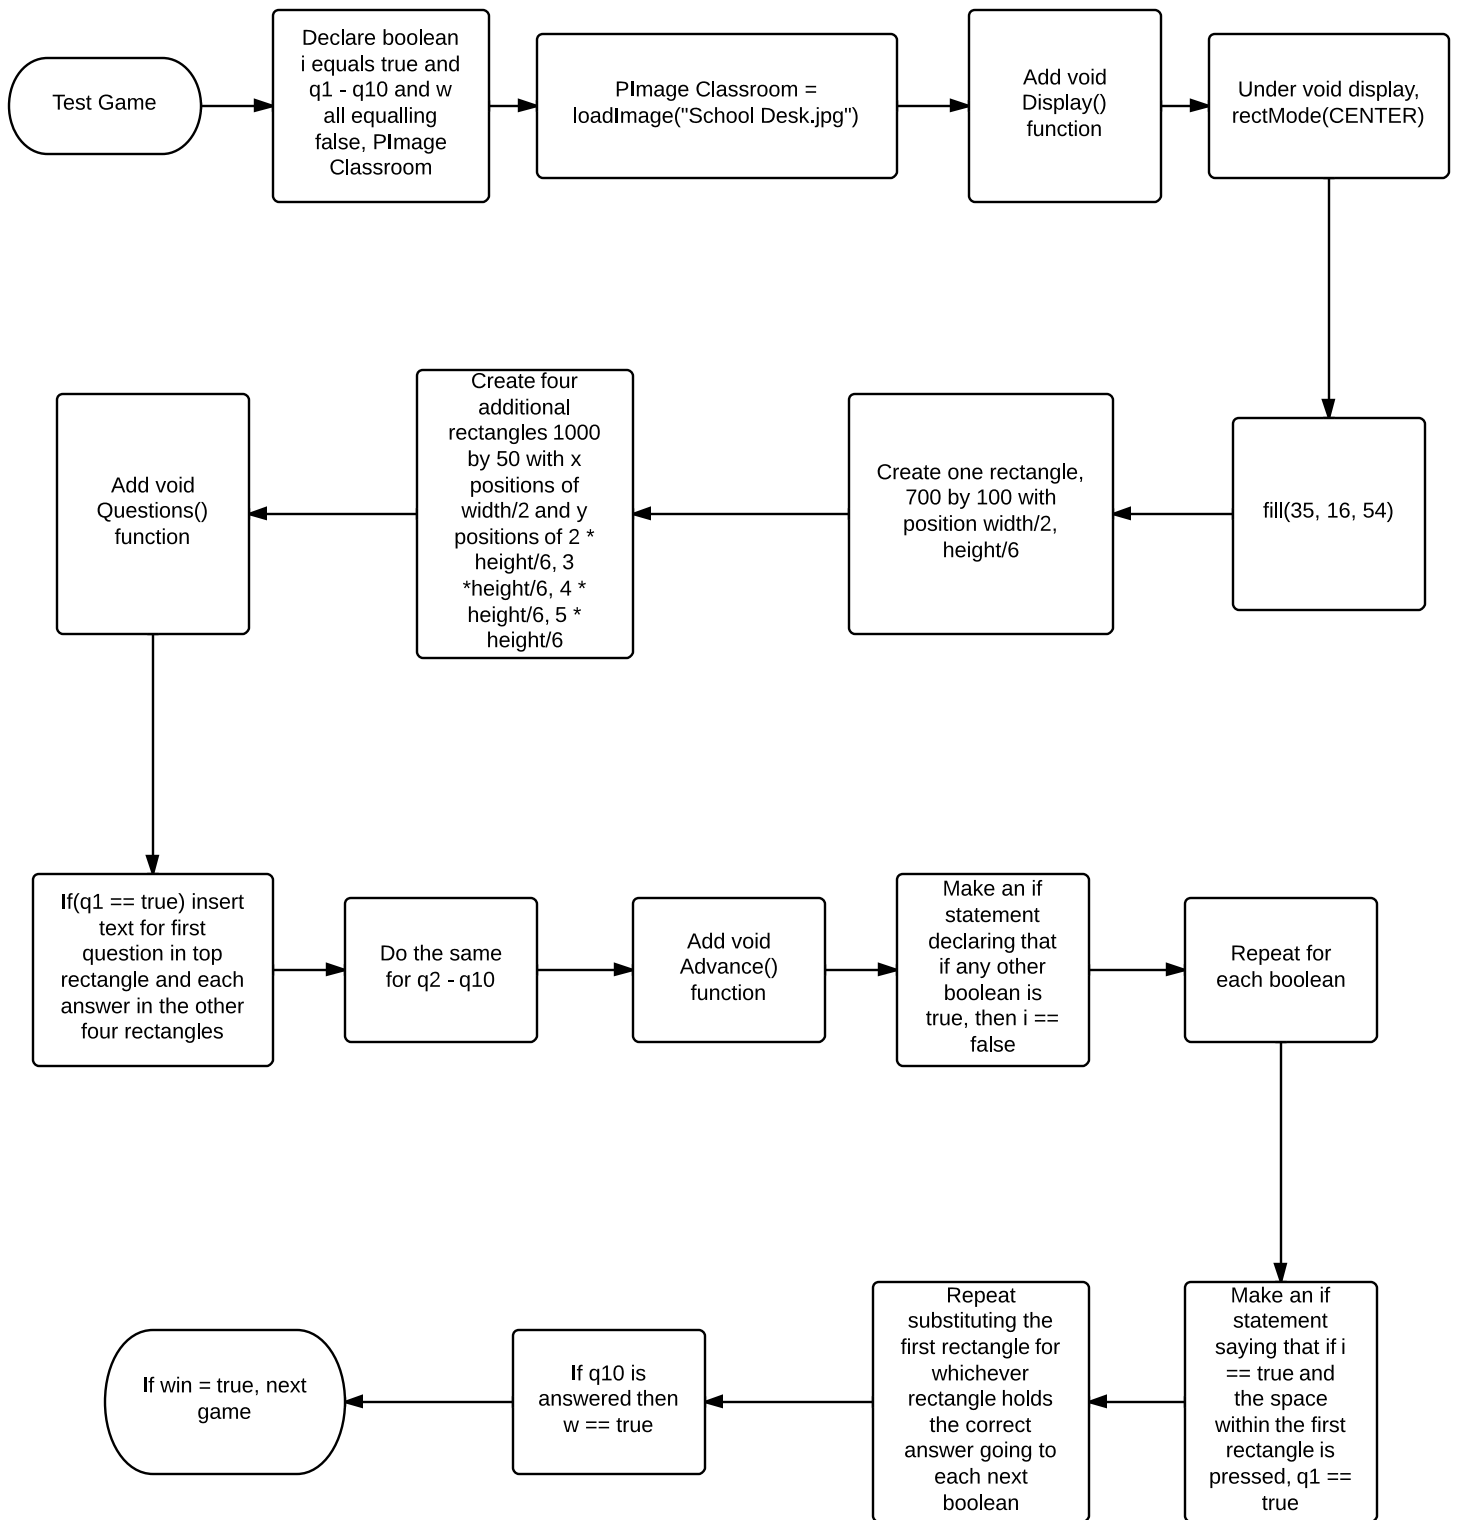 Test Game
Declare boolean
i equals true and
q1 - q10 and w
all equalling
false, PImage
Classroom
PImage Classroom =
loadImage("School Desk.jpg")
Add void
Display()
function
Under void display,
rectMode(CENTER)
fill(35, 16, 54)
Create one rectangle,
700 by 100 with
position width/2,
height/6
Create four
additional
rectangles 1000
by 50 with x
positions of
width/2 and y
positions of 2 *
height/6, 3
*height/6, 4 *
height/6, 5 *
height/6
Add void
Questions()
function
If(q1 == true) insert
text for first
question in top
rectangle and each
answer in the other
four rectangles
Do the same
for q2 - q10
Add void
Advance()
function
Make an if
statement
declaring that
if any other
boolean is
true, then i ==
false
Repeat for
each boolean
Make an if
statement
saying that if i
== true and
the space
within the first
rectangle is
pressed, q1 ==
true
Repeat
substituting the
first rectangle for
whichever
rectangle holds
the correct
answer going to
each next
boolean
If q10 is
answered then
w == true
If win = true, next
game